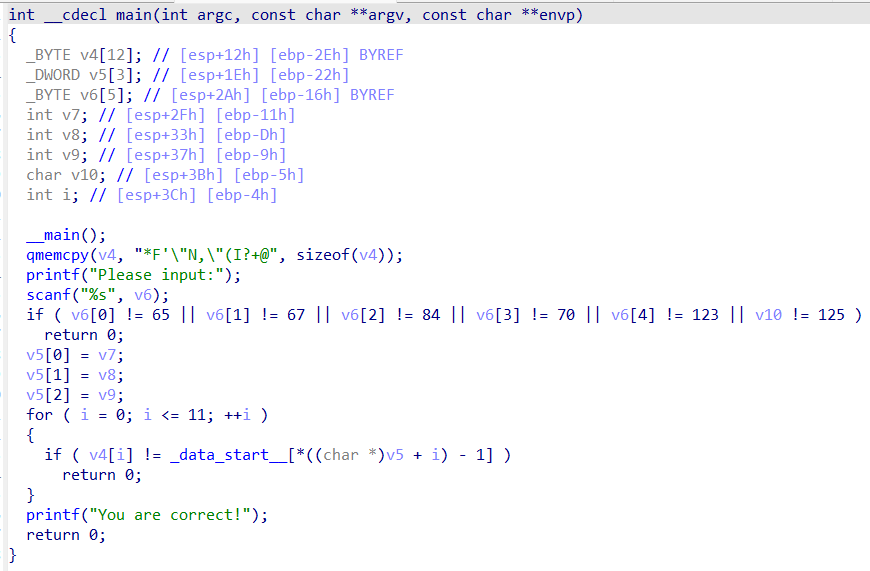 int __cdecl main(int argc, const char **argv, const char **envp)
{
  _BYTE v4[12]; // [esp+12h] [ebp-2Eh] BYREF
  _DWORD v5[3]; // [esp+1Eh] [ebp-22h]
  _BYTE v6[5]; // [esp+2Ah] [ebp-16h] BYREF
  int v7; // [esp+2Fh] [ebp-11h]
  int v8; // [esp+33h] [ebp-Dh]
  int v9; // [esp+37h] [ebp-9h]
  char v10; // [esp+3Bh] [ebp-5h]
  int i; // [esp+3Ch] [ebp-4h]

  __main();
  qmemcpy(v4, "*F'\"N,\"(I?+@", sizeof(v4));
  printf("Please input:");
  scanf("%s", v6);
  if ( v6[0] != 65 || v6[1] != 67 || v6[2] != 84 || v6[3] != 70 || v6[4] != 123 || v10 != 125 )
    return 0;
  v5[0] = v7;
  v5[1] = v8;
  v5[2] = v9;
  for ( i = 0; i <= 11; ++i )
  {
    if ( v4[i] != _data_start__[*((char *)v5 + i) - 1] )
      return 0;
  }
  printf("You are correct!");
  return 0;
}